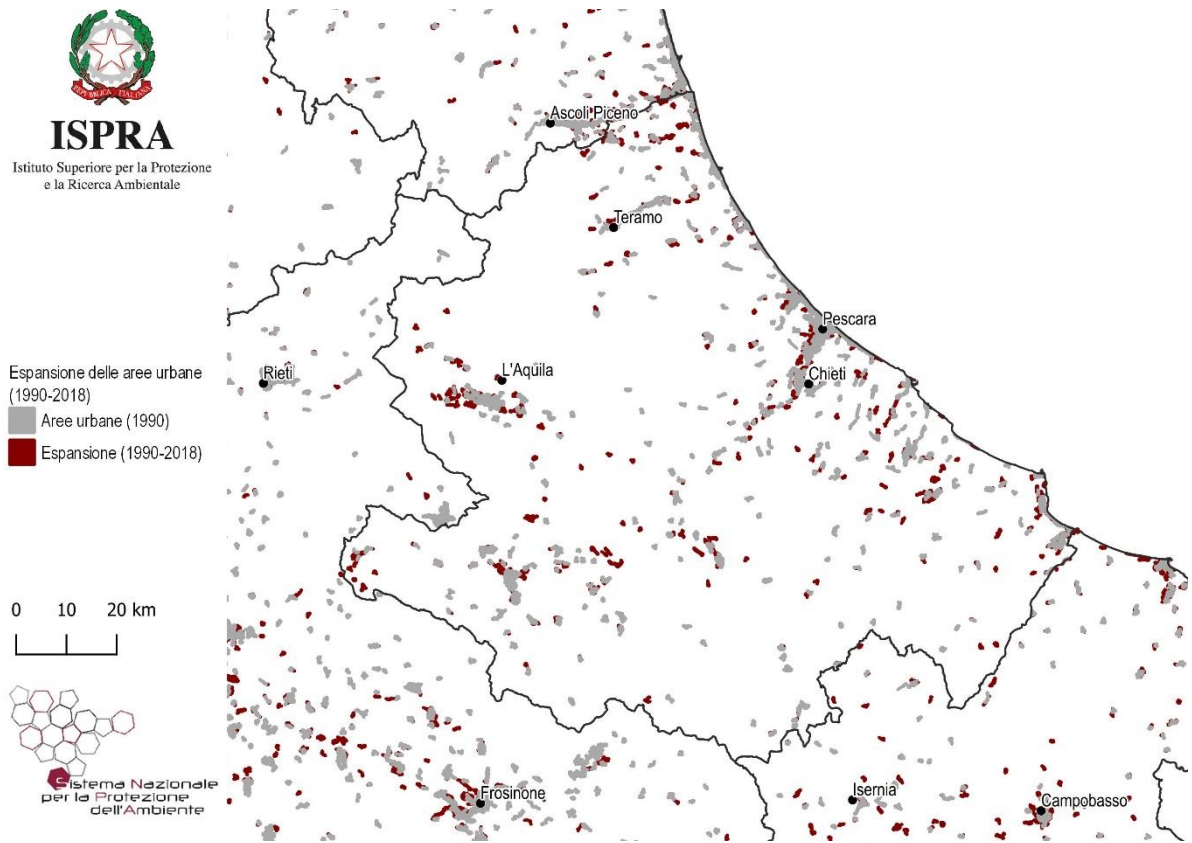 REPVBBLICA ITALIANA
ISPRA
Istituto Superiore per la Protezione
e la Ricerca Ambientale
Espansione delle aree urbane
(1990-2018)
Aree urbane (1990)
Espansione (1990-2018)
0 10 20 km
Sistema Nazionale
per la Protezione
dell'Ambiente
Ascoli Piceno
Teramo
Pescara
Rieti
L'Aquila
Chieti
Frosinone
Isernia
Campobasso